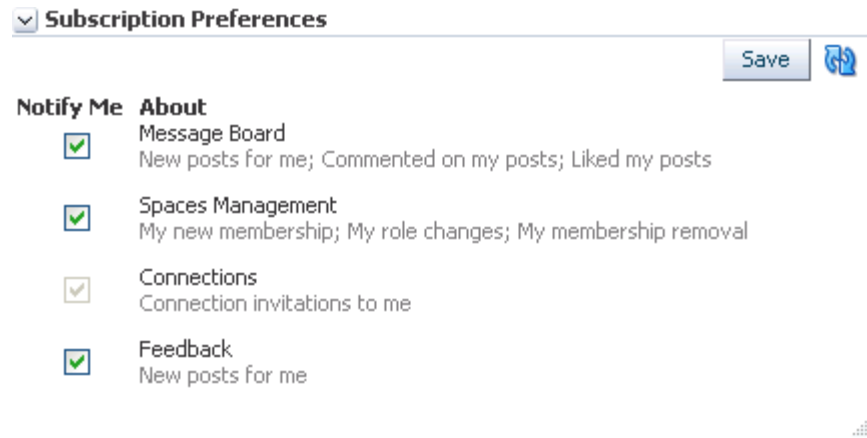 Subscription Preferences
Save
Notify Me About
Message Board
New posts for me; Commented on my posts; Liked my posts
Spaces Management
My new membership; My role changes; My membership removal
Connections
Connection invitations to me
Feedback
New posts for me